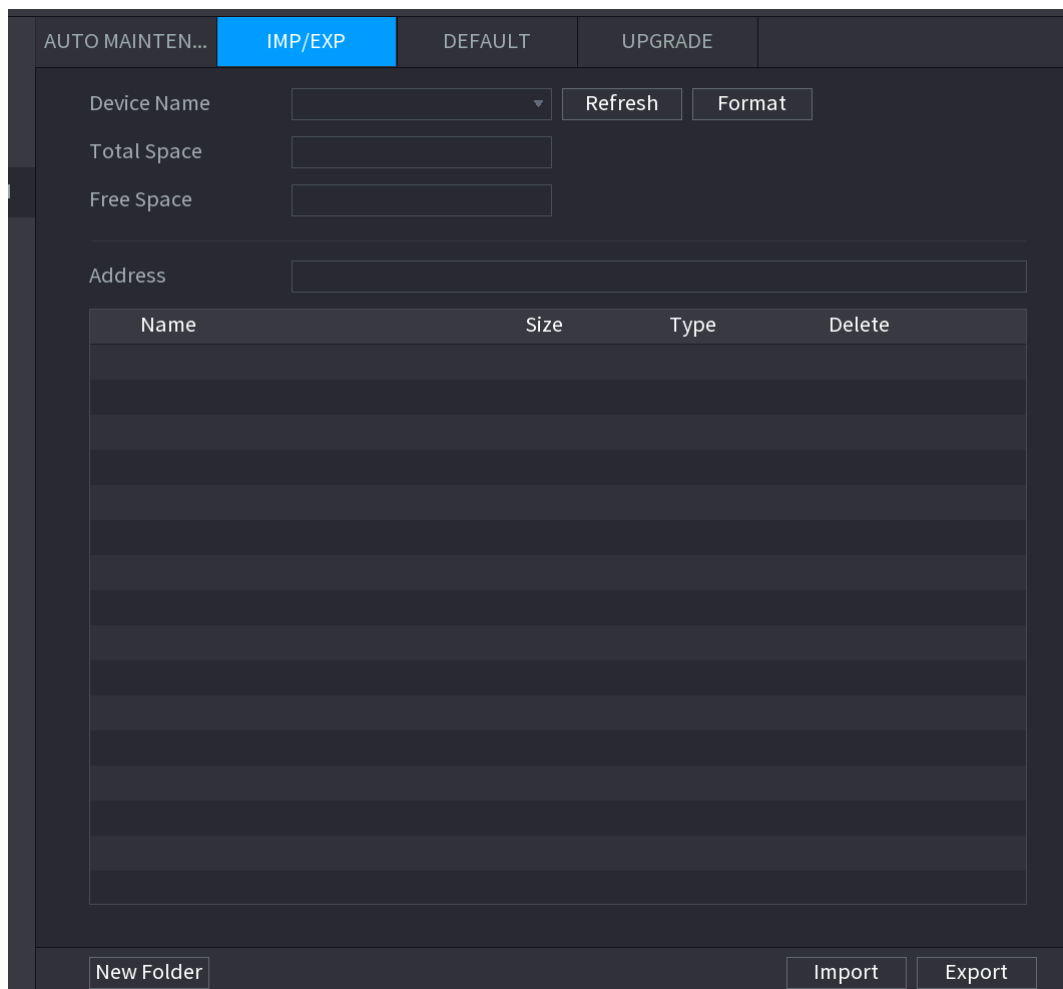 AUTO MAINTEN... IMP/EXP DEFAULT UPGRADE
Device Name Refresh Format
Total Space
Free Space
Address
Name Size Type Delete
New Folder Import Export